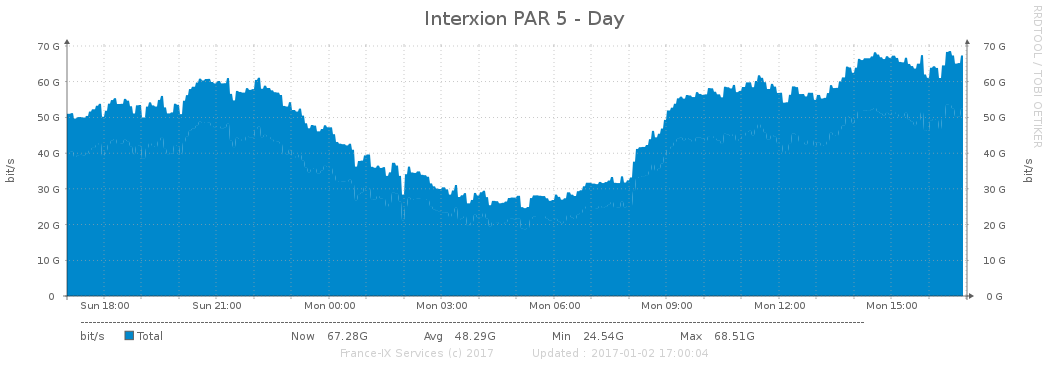 Interxion PAR 5 - Day
RRDTOOL / TOBI OETIKER
bit/s
70 G 70 G
60 G 60 G
50 G 50 G
40 G 40 G
30 G 30 G
20 G 20 G
10 G 10 G
0 0 G
bit/s
Sun 18:00 Sun 21:00 Mon 00:00 Mon 03:00 Mon 06:00 Mon 09:00 Mon 12:00 Mon 15:00
bit/s Total Now 67.28G Avg 48.29G Min 24.54G Max 68.51G
France-IX Services (c) 2017 Updated : 2017-01-02 17:00:04